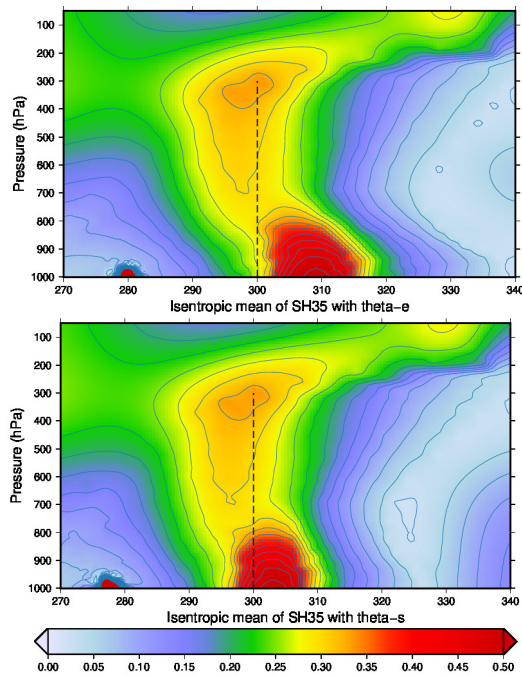 100
200
300
400
500
600
700
800
900
1000
Pressure (hPa)
270 280 290 300 310 320 330 340
Isentropic mean of SH35 with theta-e
100
200
300
400
500
600
700
800
900
1000
Pressure (hPa)
270 280 290 300 310 320 330 340
Isentropic mean of SH35 with theta-s
0.00 0.05 0.10 0.15 0.20 0.25 0.30 0.35 0.40 0.45 0.50